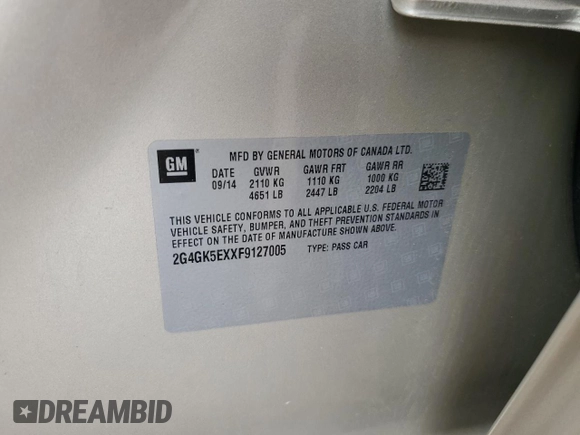 GM
MFD BY GENERAL MOTORS OF CANADA LTD.
DATE GVWR GAWR FRT GAWR RR
09/14 2110 KG 1110 KG 1000 KG
4651 LB 2447 LB 2204 LB
THIS VEHICLE CONFORMS TO ALL APPLICABLE U.S. FEDERAL MOTOR
VEHICLE SAFETY, BUMPER, AND THEFT PREVENTION STANDARDS IN
EFFECT ON THE DATE OF MANUFACTURE SHOWN ABOVE.
2G4GK5EXXF9127005 TYPE: PASS CAR
DREAMBID